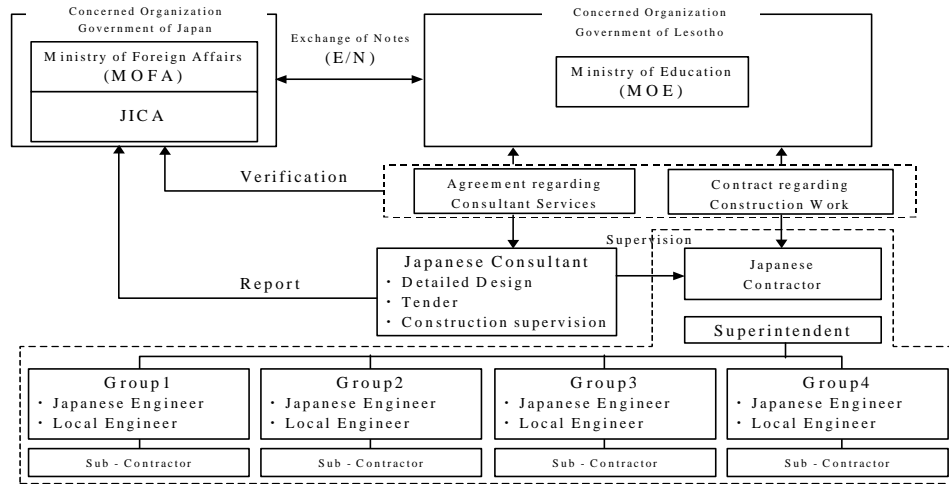 Concerned Organization
Government of Japan
Ministry of Foreign Affairs
(MOFA)
JICA
Exchange of Notes
(E/N)
Concerned Organization
Government of Lesotho
Ministry of Education
(MOE)
Verification
Agreement regarding
Consultant Services
Contract regarding
Construction Work
Supervision
Report
Japanese Consultant
・ Detailed Design
・ Tender
・ Construction supervision
Japanese
Contractor
Superintendent
Group1
・ Japanese Engineer
・ Local Engineer
Sub-Contractor
Group2
・ Japanese Engineer
・ Local Engineer
Sub-Contractor
Group3
・ Japanese Engineer
・ Local Engineer
Sub-Contractor
Group4
・ Japanese Engineer
・ Local Engineer
Sub-Contractor